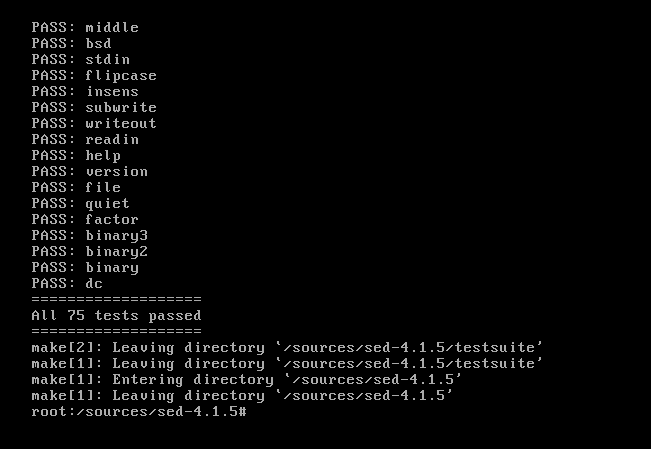 PASS: middle
PASS: bsd
PASS: stdin
PASS: flipcase
PASS: insens
PASS: subwrite
PASS: writeout
PASS: readin
PASS: help
PASS: version
PASS: file
PASS: quiet
PASS: factor
PASS: binary3
PASS: binary2
PASS: binary
PASS: dc
===================
All 75 tests passed
===================
make[2]: Leaving directory ‘/sources/sed-4.1.5/testsuite’
make[1]: Leaving directory ‘/sources/sed-4.1.5/testsuite’
make[1]: Entering directory ‘/sources/sed-4.1.5’
make[1]: Leaving directory ‘/sources/sed-4.1.5’
root:/sources/sed-4.1.5#